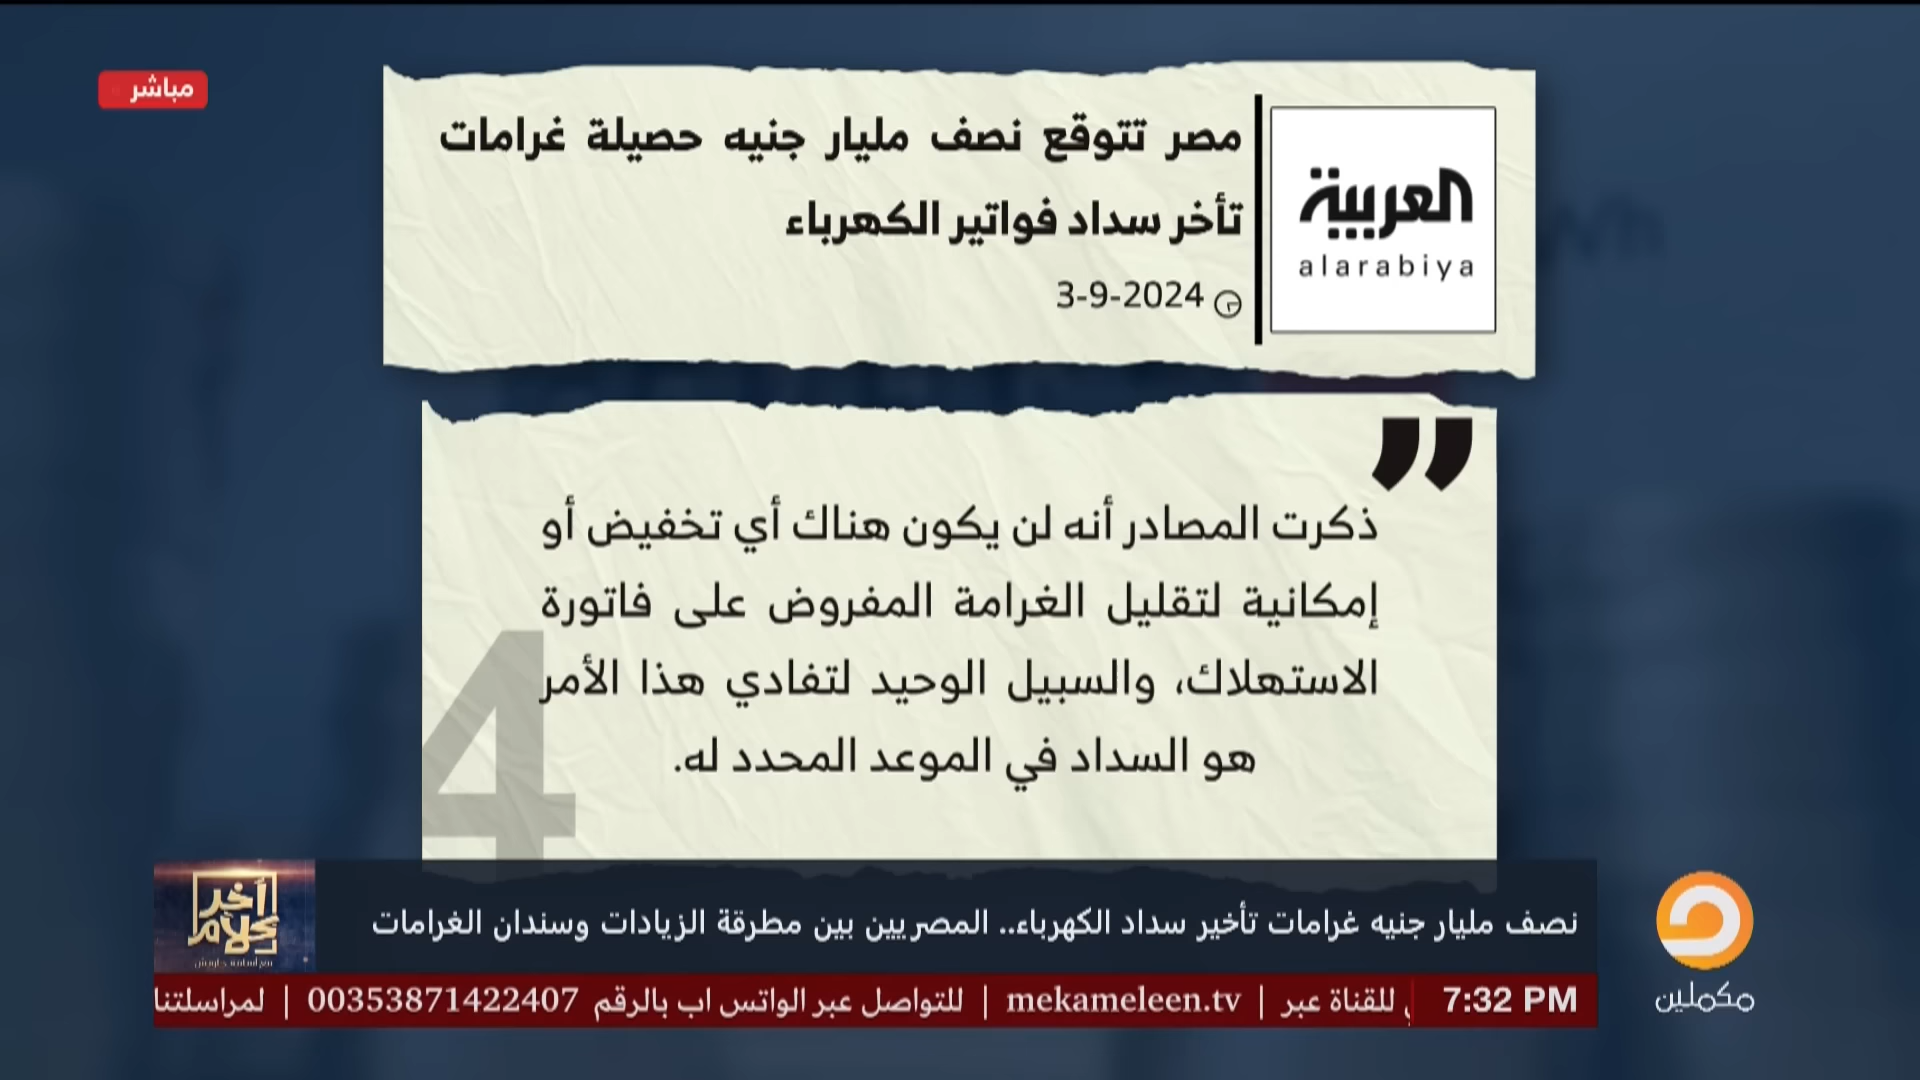 مباشر
العربية
alarabiya
مصر تتوقع نصف مليار جنيه حصيلة غرامات
تأخر سداد فواتير الكهرباء
3-9-2024
”
ذكرت المصادر أنه لن يكون هناك أي تخفيض أو
إمكانية لتقليل الغرامة المفروض على فاتورة
الاستهلاك، والسبيل الوحيد لتفادي هذا الأمر
هو السداد في الموعد المحدد له.
4
أخر
كلام
نصف مليار جنيه غرامات تأخير سداد الكهرباء.. المصريين بين مطرقة الزيادات وسندان الغرامات
7:32 PM
للقناة عبر | mekameleen.tv | للتواصل عبر الواتس اب بالرقم 00353871422407 | لمراسلتنا
مكملين